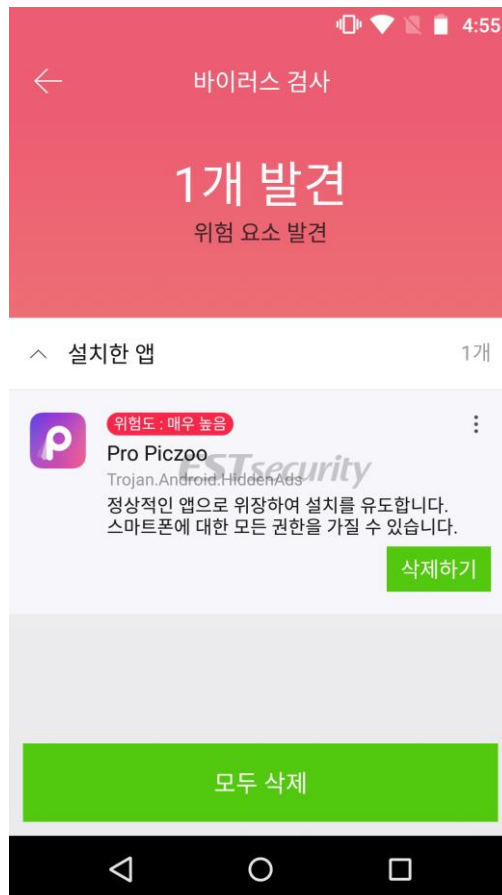 4:55
바이러스 검사
1개 발견
위험 요소 발견
설치한 앱 1개
위험도 : 매우 높음
Pro Piczoo
ESTsecurity
Trojan.Android.HiddenAds
정상적인 앱으로 위장하여 설치를 유도합니다.
스마트폰에 대한 모든 권한을 가질 수 있습니다.
삭제하기
모두 삭제